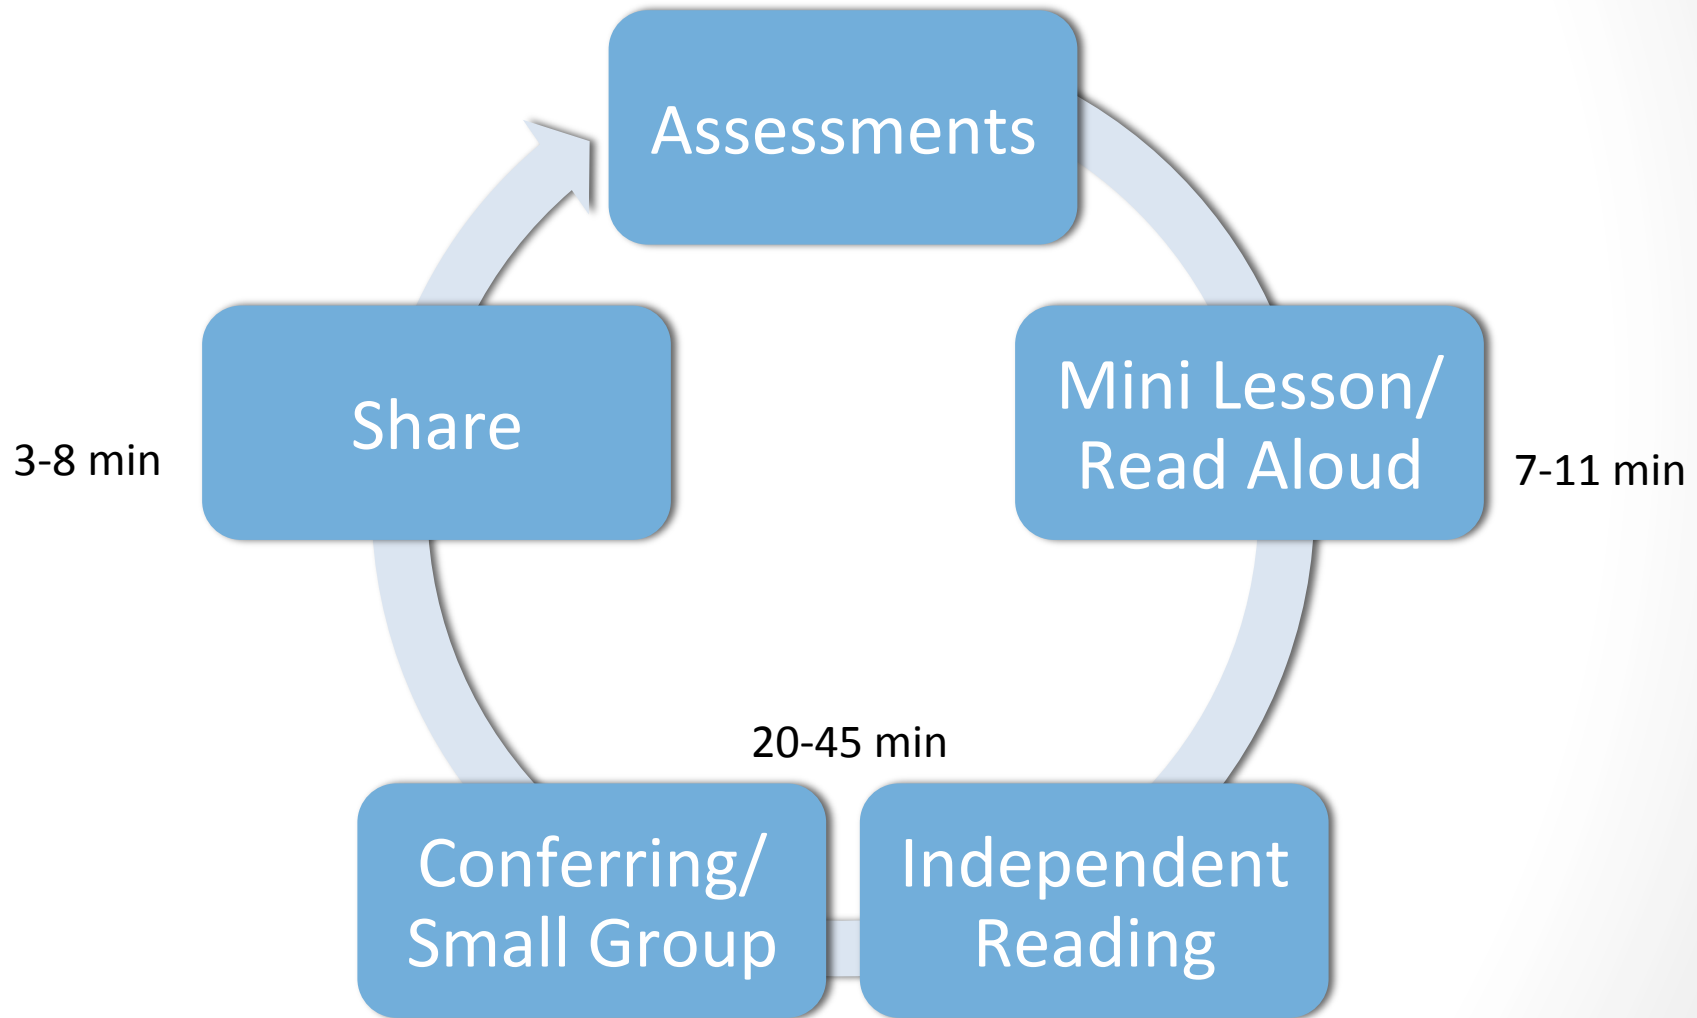 Assessments
Mini Lesson/
Read Aloud
7-11 min
Share
3-8 min
20-45 min
Conferring/
Small Group
Independent
Reading